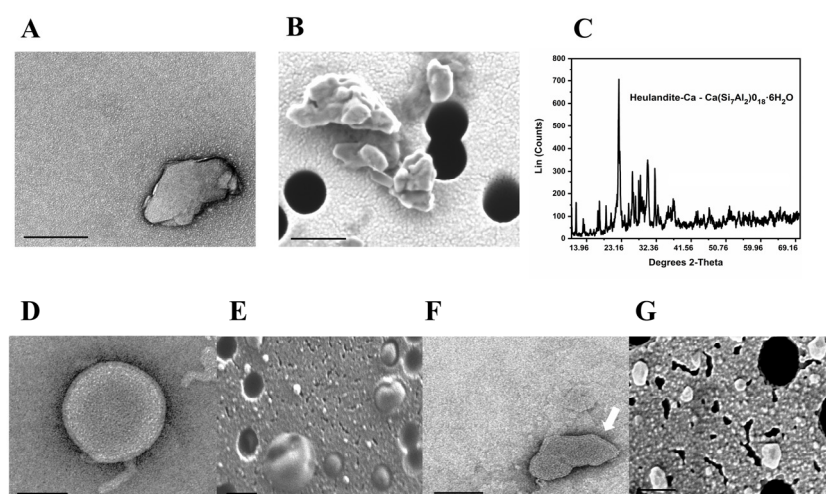 A
B
C
800
Heulandite-Ca - Ca(Si7Al2)018·6H2O
700
600
500
400
300
200
100
0
Lin (Counts)
13.96 23.16 32.36 41.56 50.76 59.96 69.16
Degrees 2-Theta
D
E
F
G